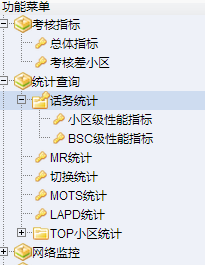 功能菜单
考核指标
总体指标
考核差小区
统计查询
话务统计
小区级性能指标
BSC级性能指标
MR统计
切换统计
MOTS统计
LAPD统计
TOP小区统计
网络监控